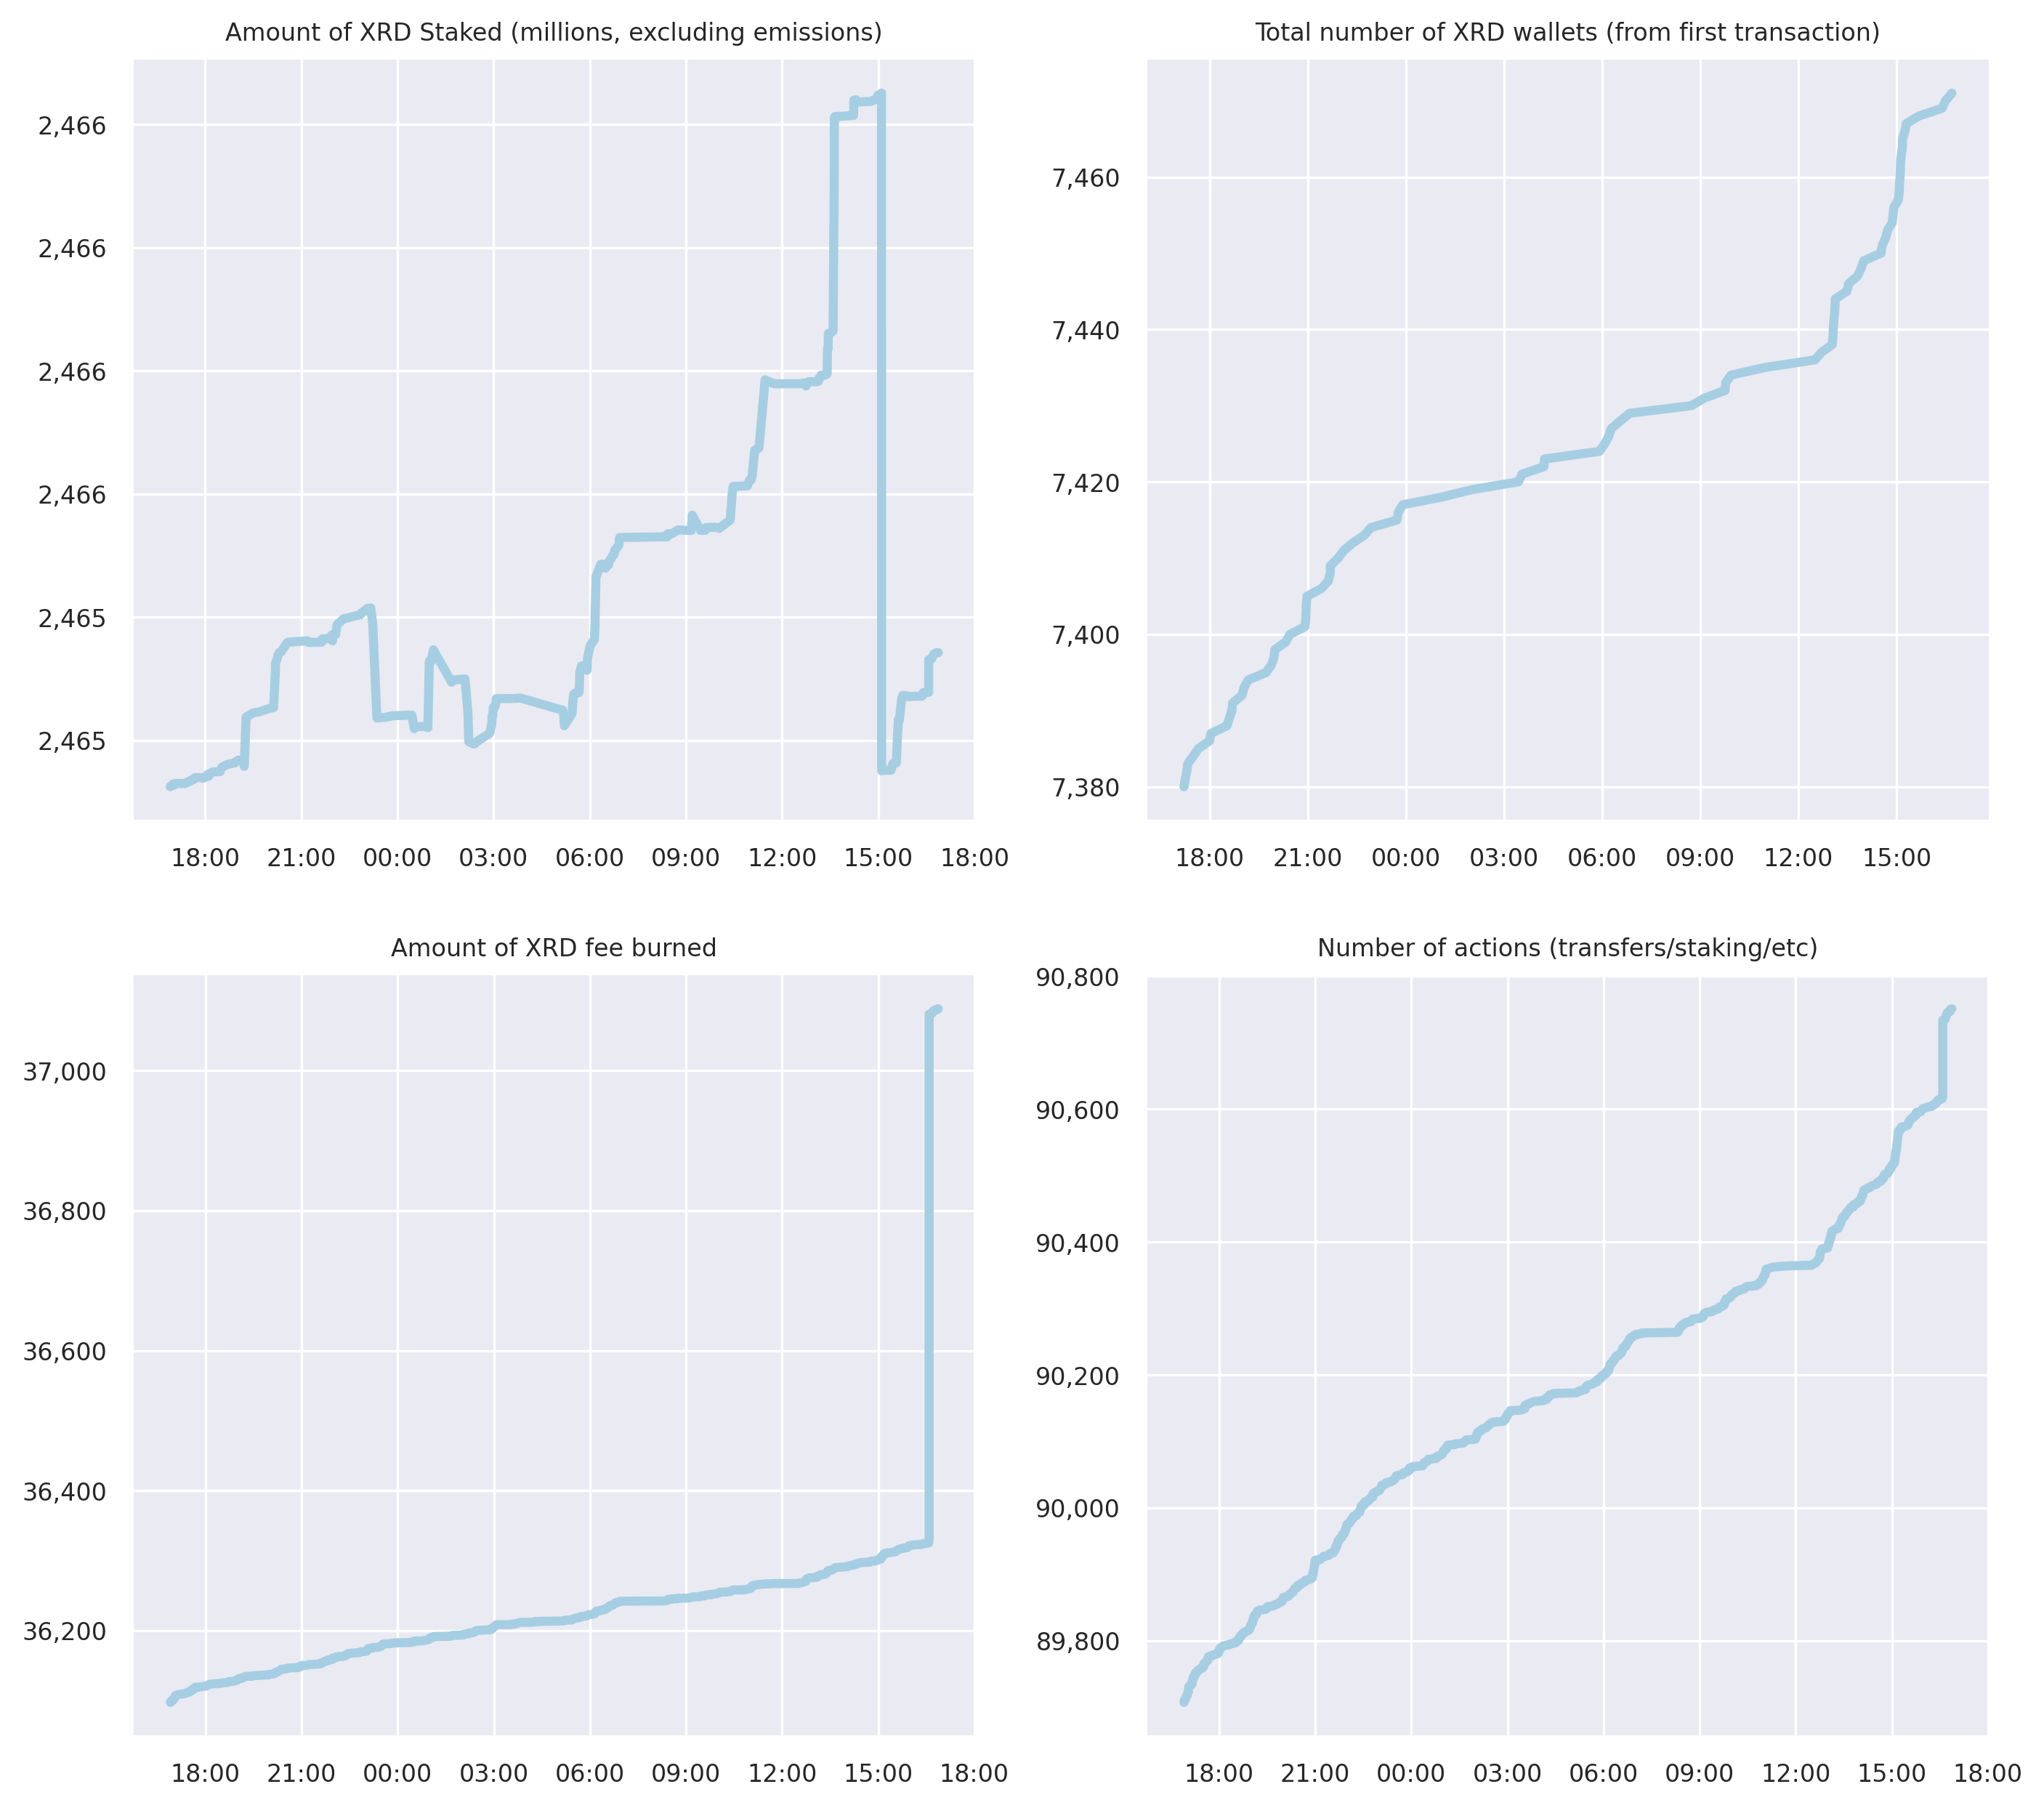 Amount of XRD Staked (millions, excluding emissions)
2,466
2,466
2,466
2,466
2,465
2,465
18:00 21:00 00:00 03:00 06:00 09:00 12:00 15:00 18:00
Total number of XRD wallets (from first transaction)
7,460
7,440
7,420
7,400
7,380
18:00 21:00 00:00 03:00 06:00 09:00 12:00 15:00
Amount of XRD fee burned
37,000
36,800
36,600
36,400
36,200
18:00 21:00 00:00 03:00 06:00 09:00 12:00 15:00 18:00
Number of actions (transfers/staking/etc)
90,800
90,600
90,400
90,200
90,000
89,800
18:00 21:00 00:00 03:00 06:00 09:00 12:00 15:00 18:00